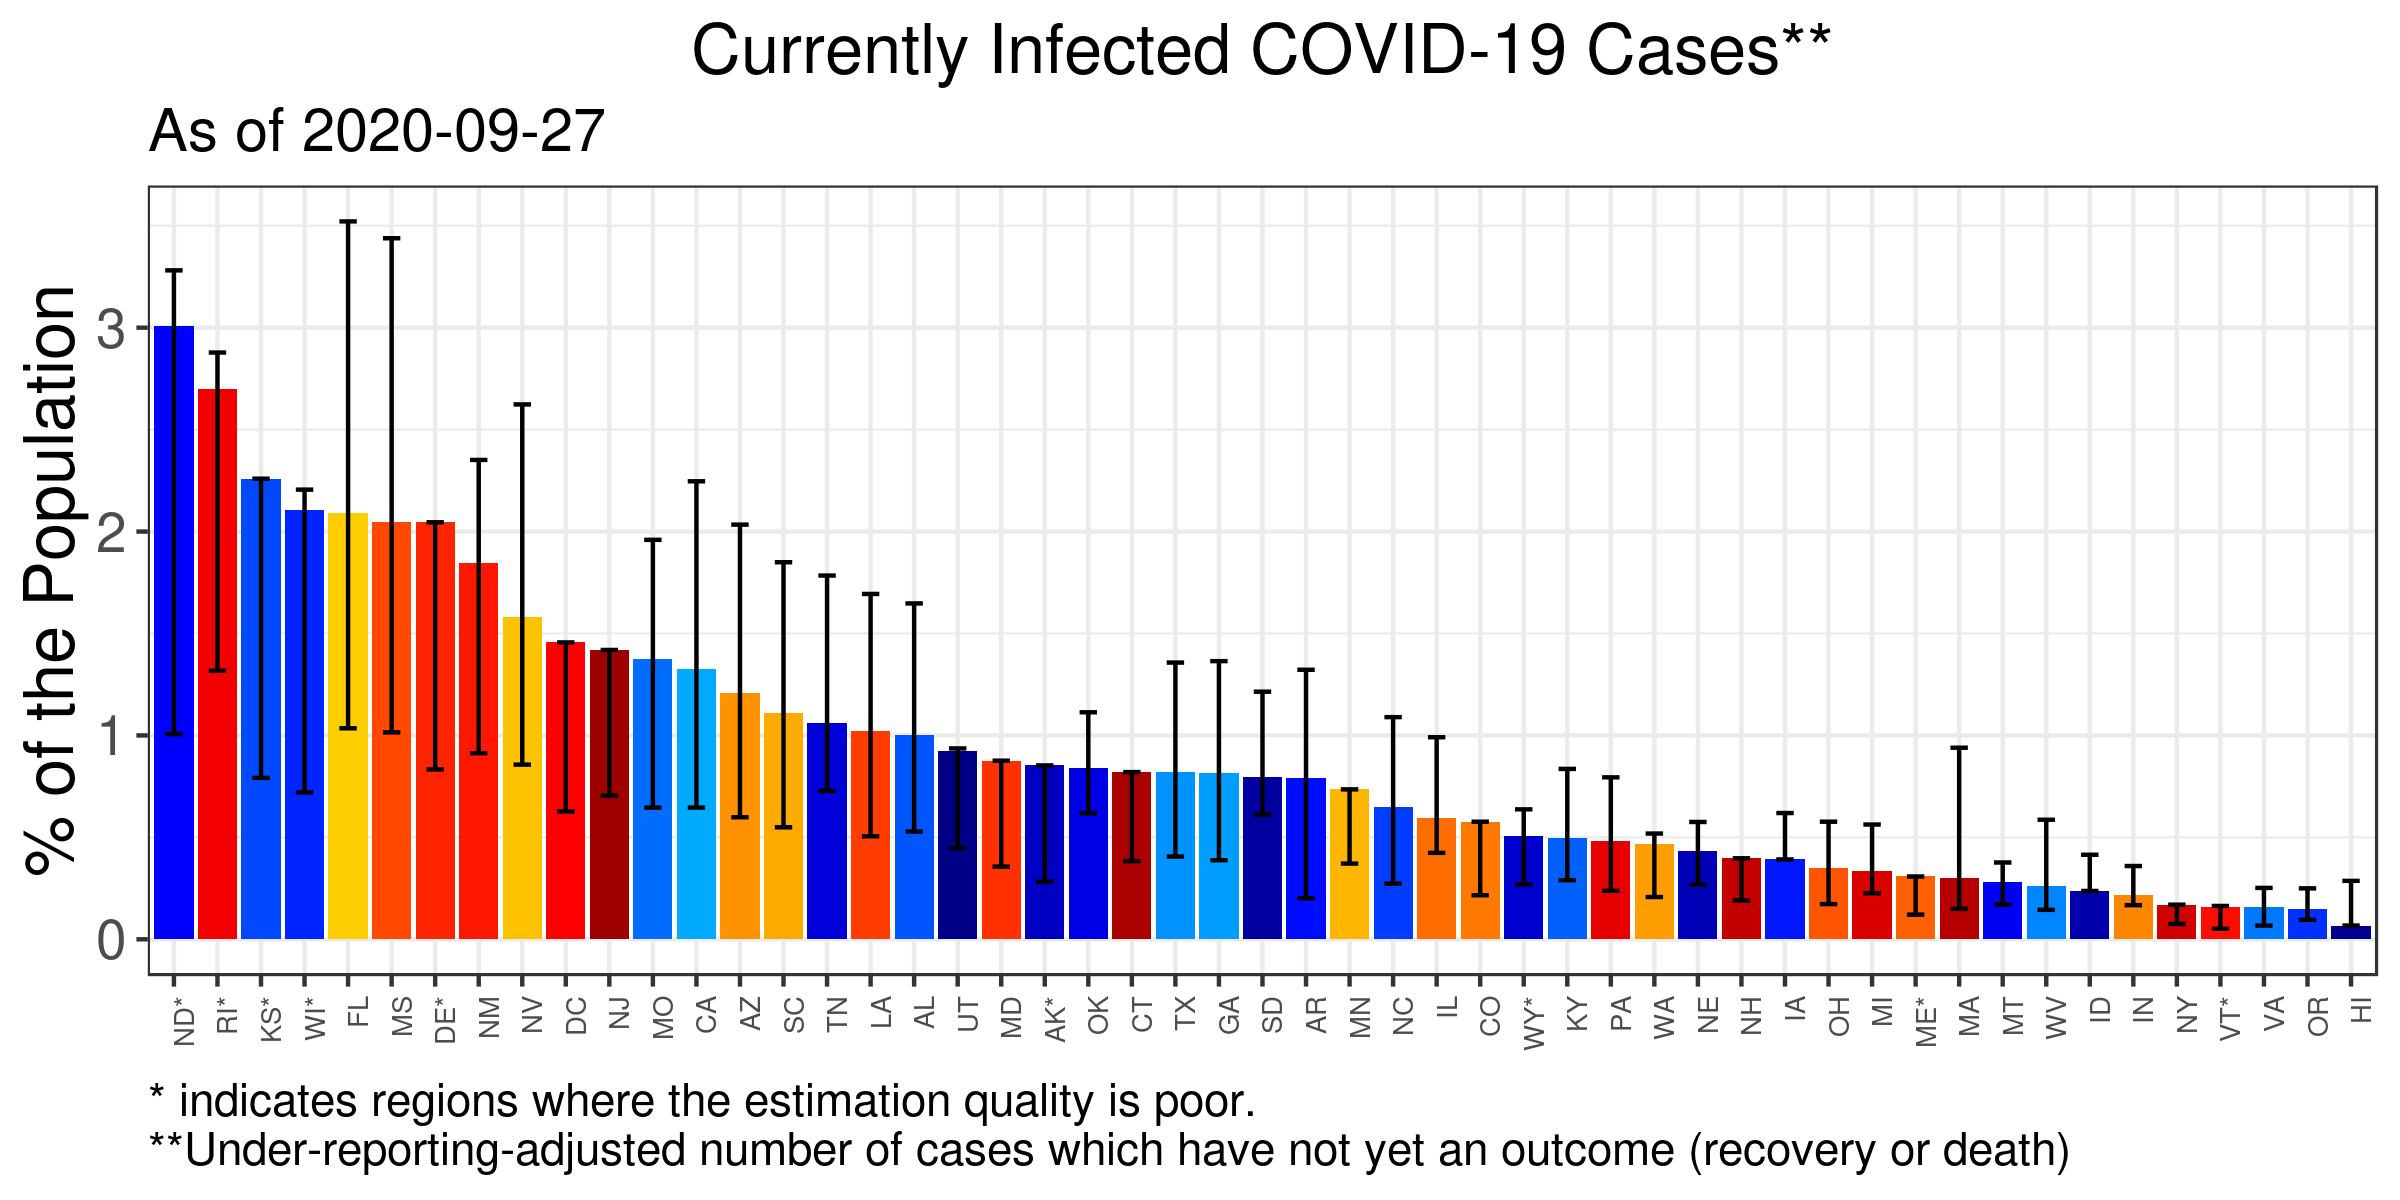 Currently Infected COVID-19 Cases**
As of 2020-09-27
% of the Population
3
2
1
0
ND* RI* KS* WI* FL MS DE* NM NV DC NJ MO CA AZ SC TN LA AL UT MD AK* OK CT TX GA SD AR MN NC IL CO WY* KY PA WA NE NH IA OH MI ME* MA MT WV ID IN NY VT* VA OR HI
* indicates regions where the estimation quality is poor.
**Under-reporting-adjusted number of cases which have not yet an outcome (recovery or death)